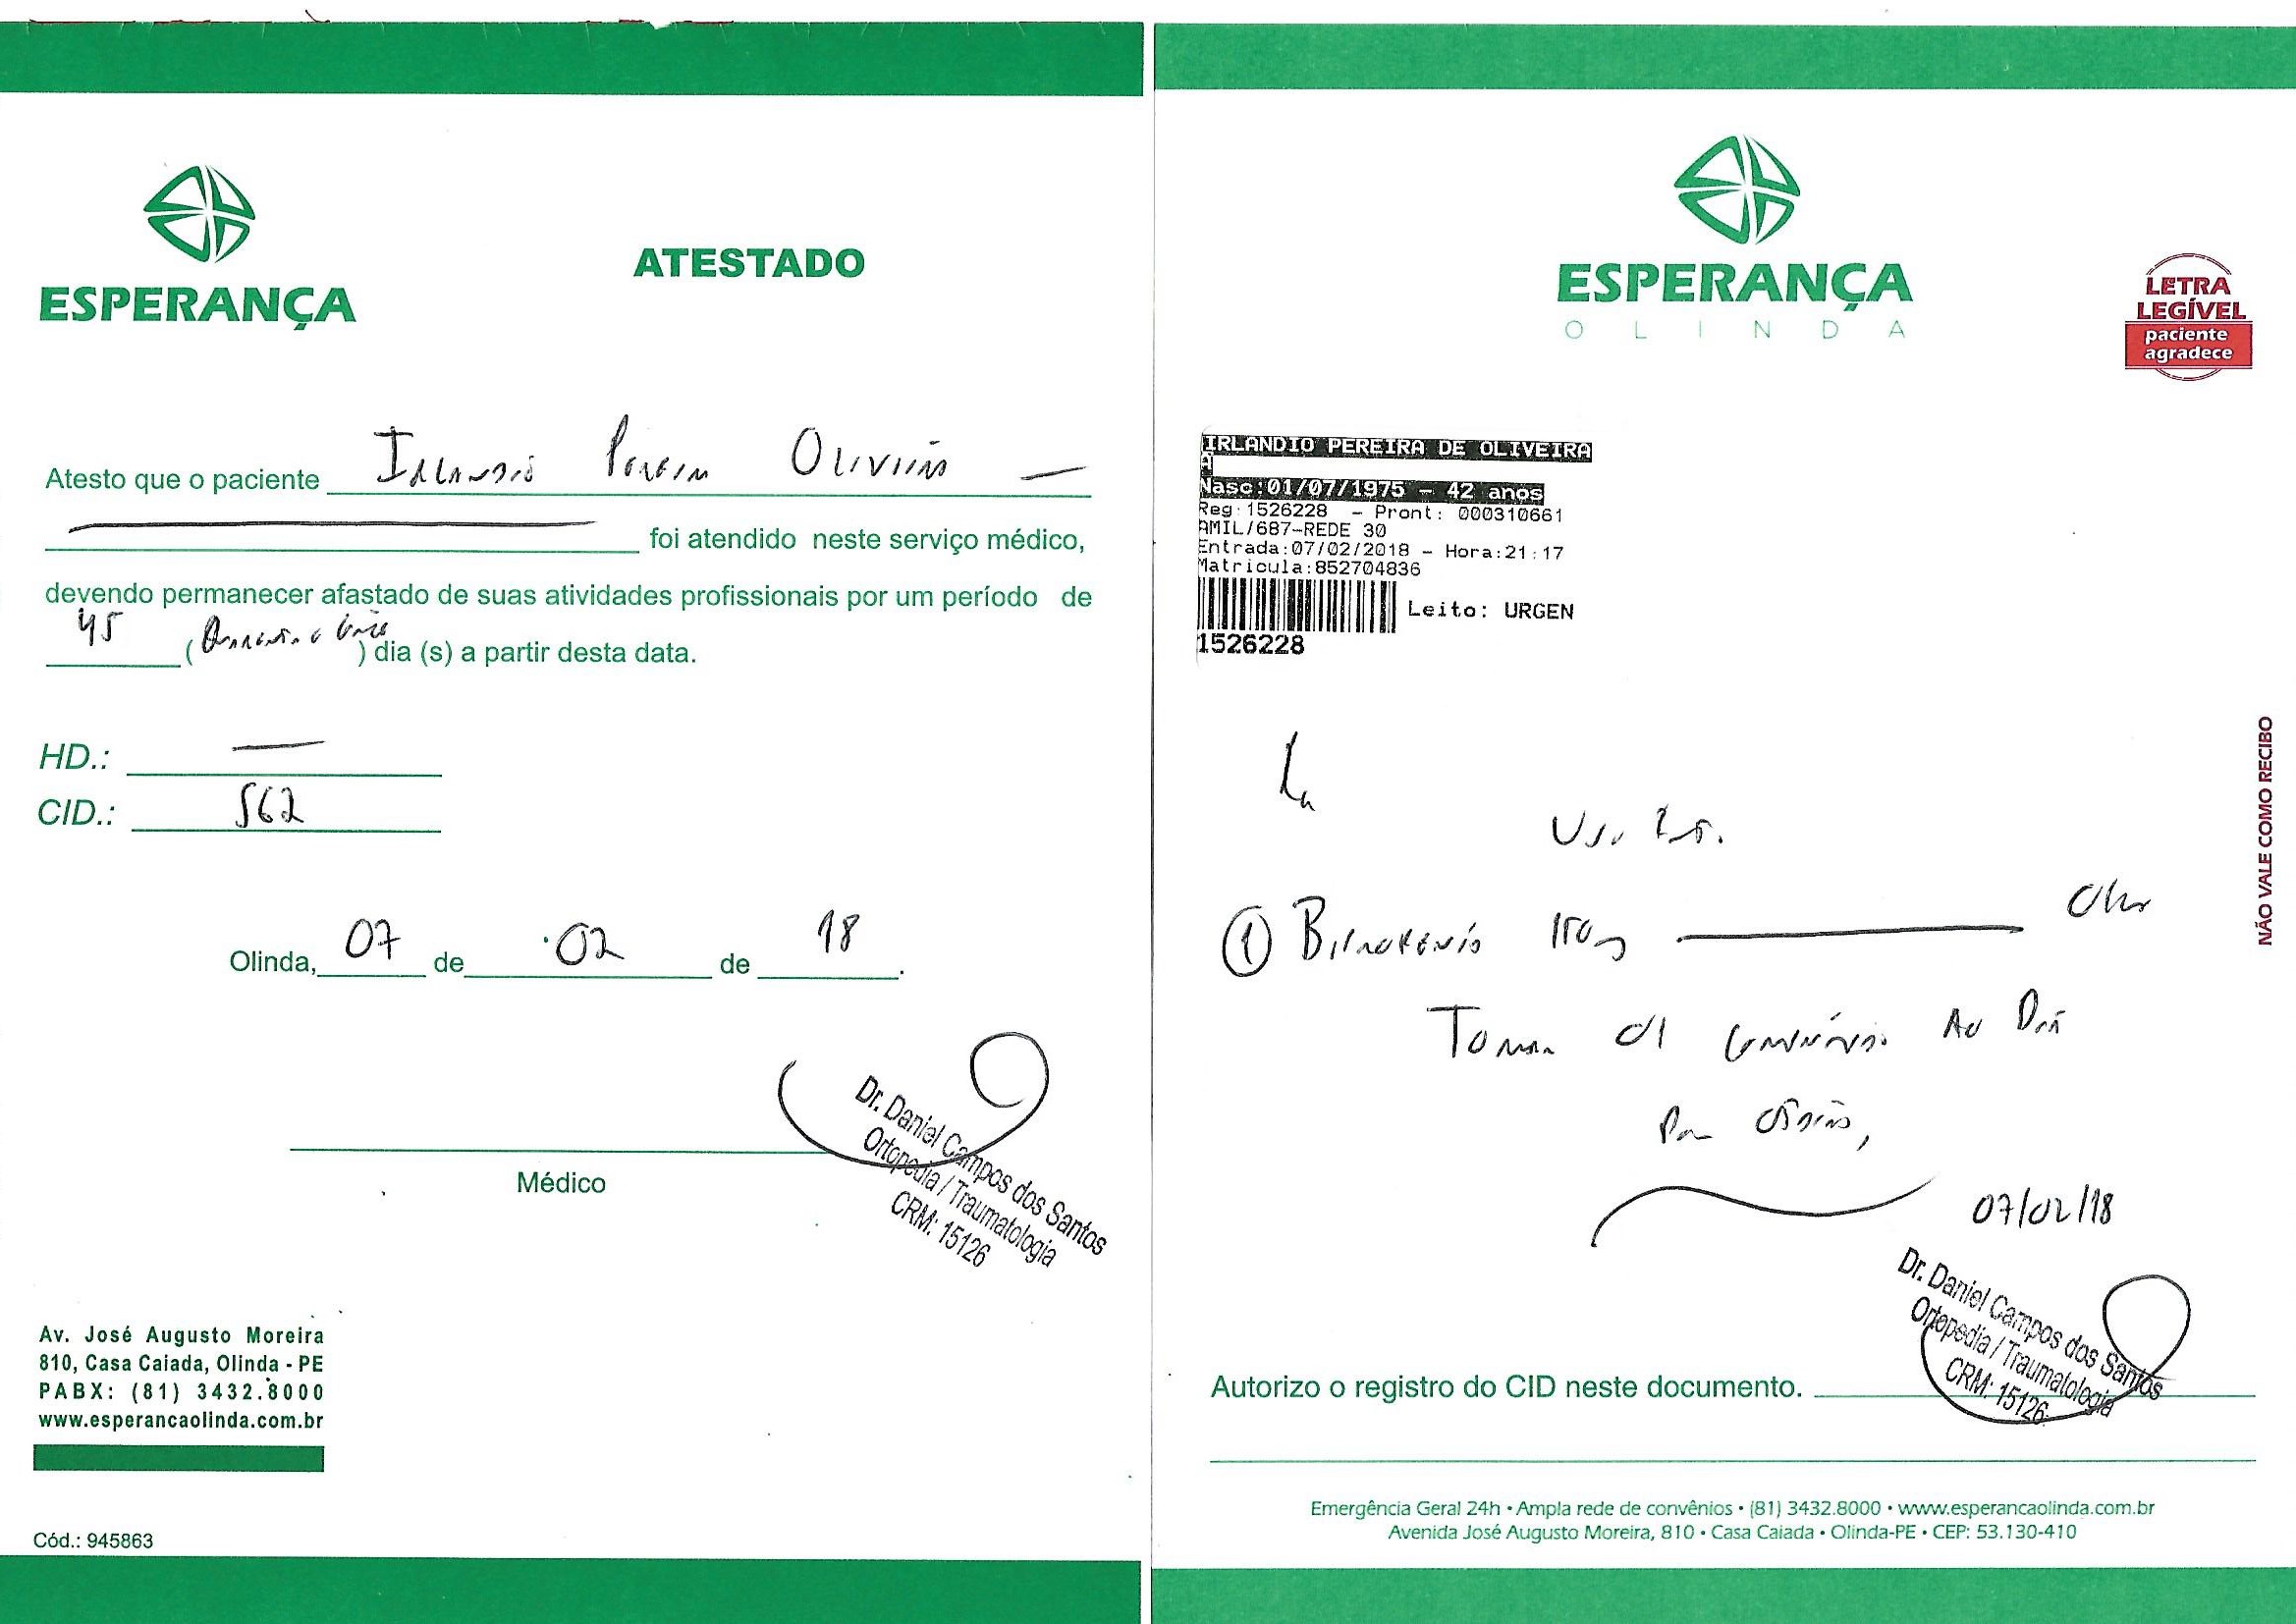 ESPERANÇA
ATESTADO
Atesto que o paciente Irlandio Pereira Oliveira
foi atendido neste serviço médico,
devendo permanecer afastado de suas atividades profissionais por um período de
45 (Quarenta e cinco) dia (s) a partir desta data.
HD.:
CID.: S62
Olinda, 07 de 02 de 18.
Médico
Dr. Daniel Campos dos Santos
Ortopedia / Traumatologia
CRM: 15126
Av. José Augusto Moreira
810, Casa Caiada, Olinda - PE
PABX: (81) 3432.8000
www.esperancaolinda.com.br
Cód.: 945863
ESPERANÇA
OLINDA
LETRA
LEGÍVEL
paciente
agradece
IRLANDIO PEREIRA DE OLIVEIRA
A
Nasc:01/07/1975 - 42 anos
Reg:1526228 - Pront: 000310661
AMIL/687-REDE 30
Entrada:07/02/2018 - Hora:21:17
Matricula:852704836
Leito: URGEN
1526228
NÃO VALE COMO RECIBO
Uso
① 150mg
Tomar 01 comprimido ao dia
por
07/02/18
Dr. Daniel Campos dos Santos
Ortopedia / Traumatologia
CRM: 15126
Autorizo o registro do CID neste documento.
Emergência Geral 24h • Ampla rede de convênios • (81) 3432.8000 • www.esperancaolinda.com.br
Avenida José Augusto Moreira, 810 • Casa Caiada • Olinda-PE • CEP: 53.130-410